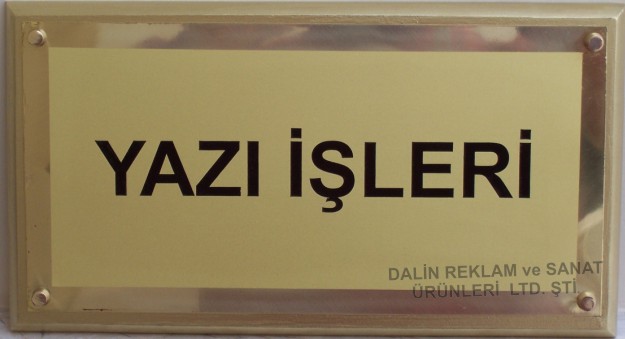 YAZI İŞLERİ
DALİN REKLAM ve SANAT
ÜRÜNLERİ LTD. ŞTİ.